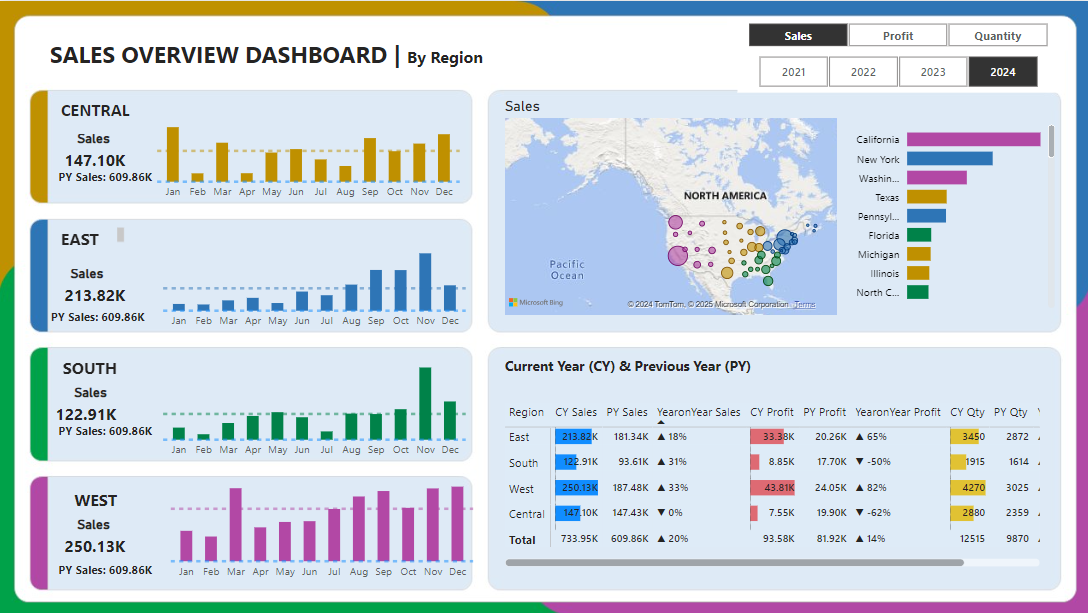 SALES OVERVIEW DASHBOARD | By Region
Sales Profit Quantity
2021 2022 2023 2024
CENTRAL
Sales
147.10K
PY Sales: 609.86K
Jan Feb Mar Apr May Jun Jul Aug Sep Oct Nov Dec
EAST
Sales
213.82K
PY Sales: 609.86K
Jan Feb Mar Apr May Jun Jul Aug Sep Oct Nov Dec
SOUTH
Sales
122.91K
PY Sales: 609.86K
Jan Feb Mar Apr May Jun Jul Aug Sep Oct Nov Dec
WEST
Sales
250.13K
PY Sales: 609.86K
Jan Feb Mar Apr May Jun Jul Aug Sep Oct Nov Dec
Sales
NORTH AMERICA
Pacific
Ocean
Microsoft Bing
© 2024 TomTom, © 2025 Microsoft Corporation Terms
California
New York
Washin...
Texas
Pennsyl...
Florida
Michigan
Illinois
North C...
Current Year (CY) & Previous Year (PY)
Region CY Sales PY Sales YearonYear Sales CY Profit PY Profit YearonYear Profit CY Qty PY Qty
East 213.82K 181.34K ▲ 18% 33.38K 20.26K ▲ 65% 3450 2872
South 122.91K 93.61K ▲ 31% 8.85K 17.70K ▼ -50% 1915 1614
West 250.13K 187.48K ▲ 33% 43.81K 24.05K ▲ 82% 4270 3025
Central 147.10K 147.43K ▼ 0% 7.55K 19.90K ▼ -62% 2880 2359
Total 733.95K 609.86K ▲ 20% 93.58K 81.92K ▲ 14% 12515 9870